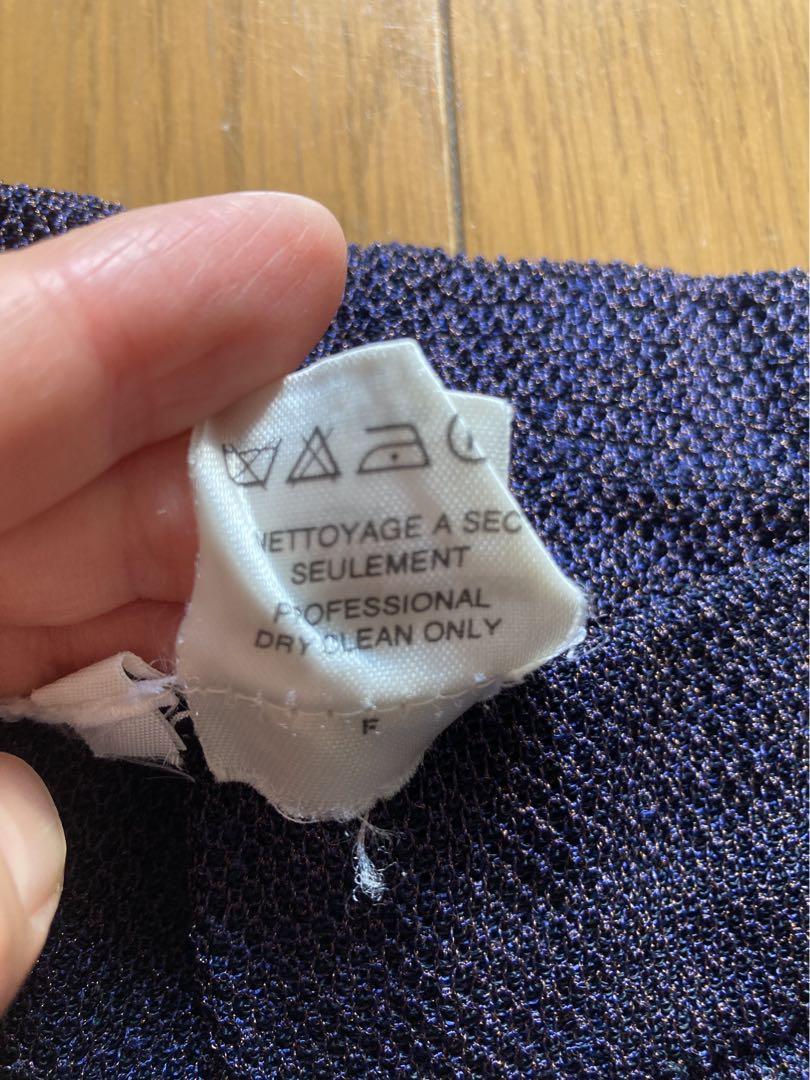 NETTOYAGE A SEC
SEULEMENT
PROFESSIONAL
DRY CLEAN ONLY
F